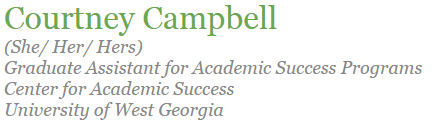 Courtney Campbell
(She/ Her/ Hers)
Graduate Assistant for Academic Success Programs
Center for Academic Success
University of West Georgia